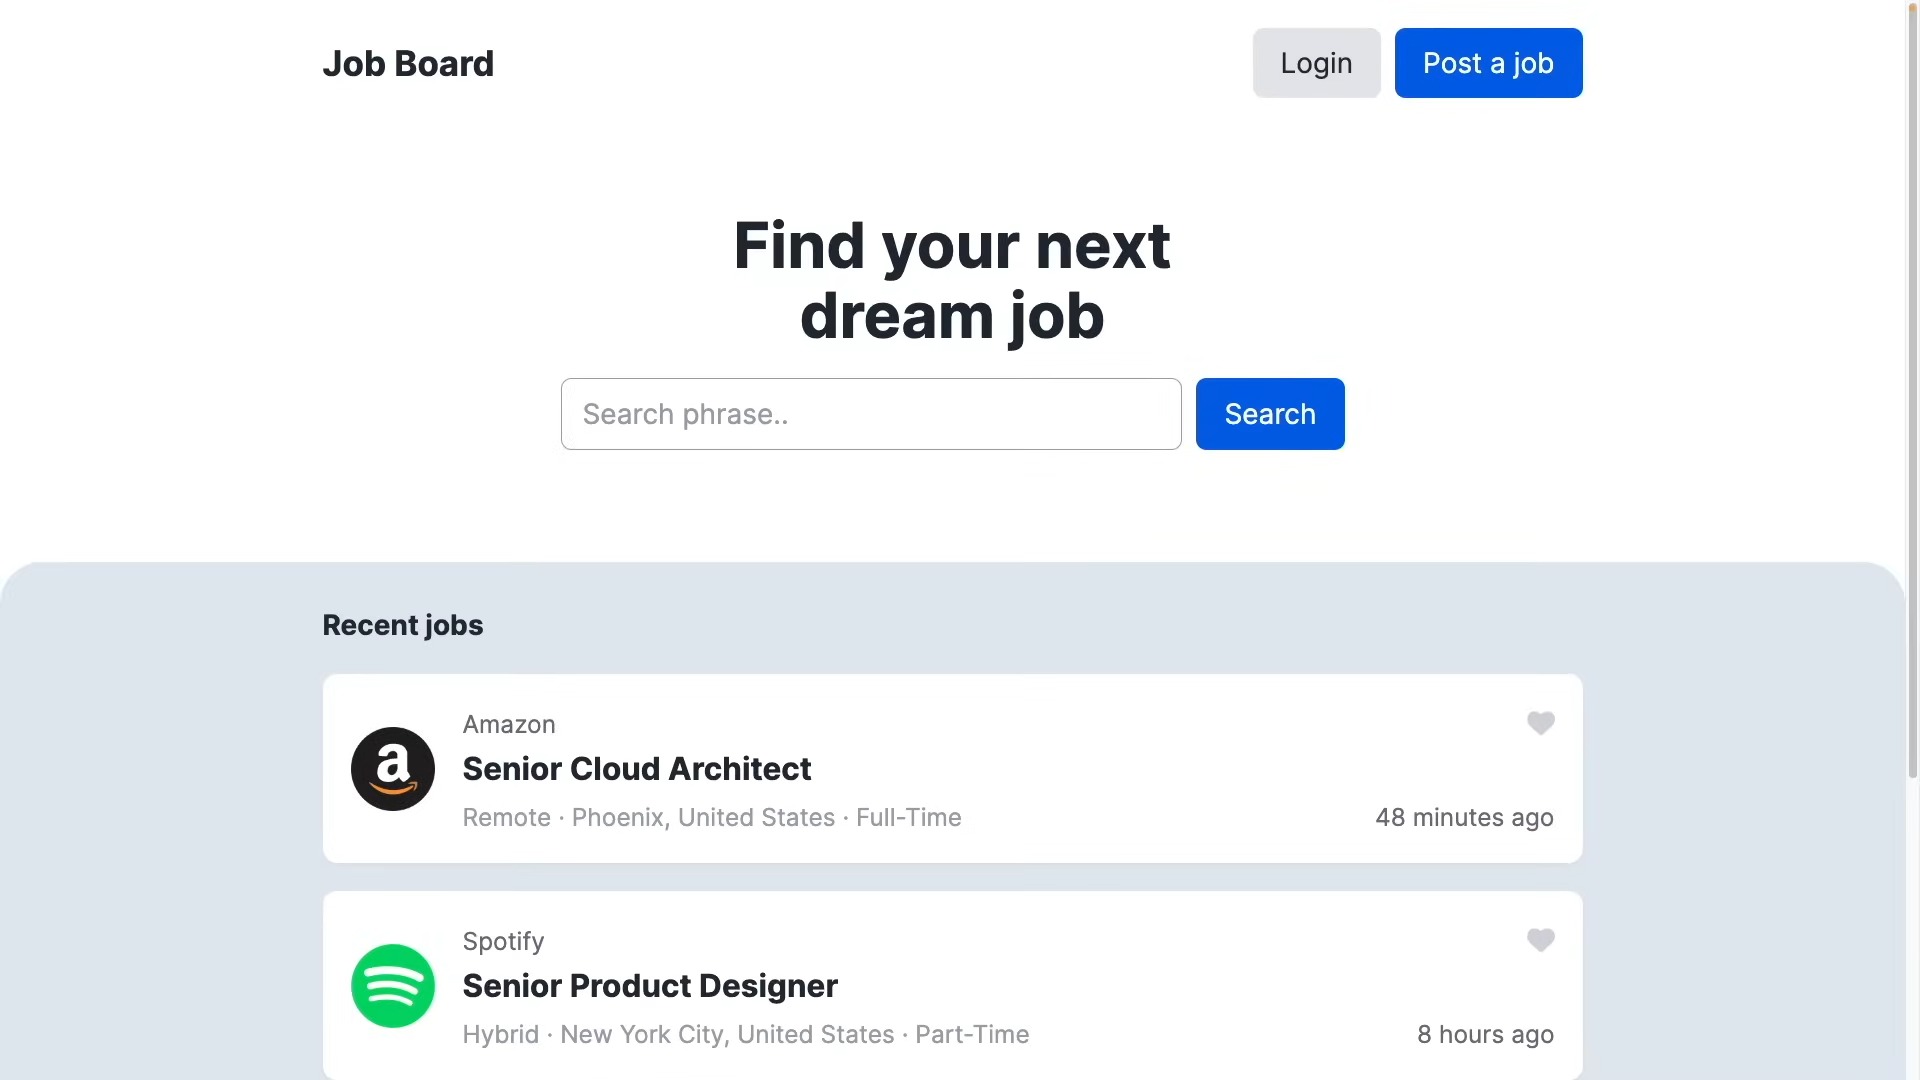 Job Board
Login
Post a job
Find your next
dream job
Search phrase..
Search
Recent jobs
Amazon
Senior Cloud Architect
Remote · Phoenix, United States · Full-Time
48 minutes ago
Spotify
Senior Product Designer
Hybrid · New York City, United States · Part-Time
8 hours ago